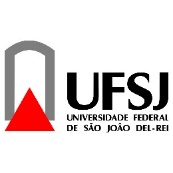 UFSJ
UNIVERSIDADE FEDERAL
DE SÃO JOÃO DEL-REI